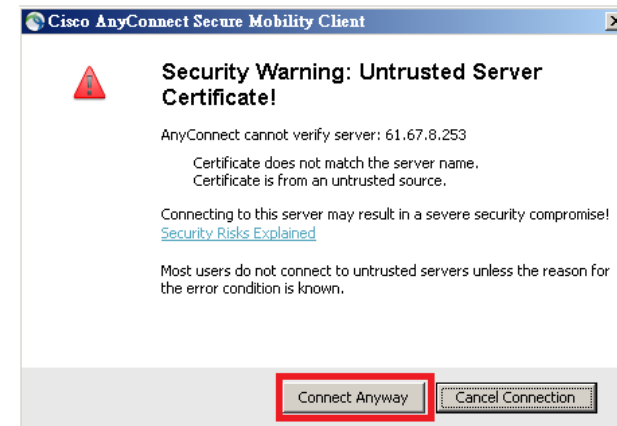 Cisco AnyConnect Secure Mobility Client
Security Warning: Untrusted Server
Certificate!
AnyConnect cannot verify server: 61.67.8.253
Certificate does not match the server name.
Certificate is from an untrusted source.
Connecting to this server may result in a severe security compromise!
Security Risks Explained
Most users do not connect to untrusted servers unless the reason for
the error condition is known.
Connect Anyway
Cancel Connection